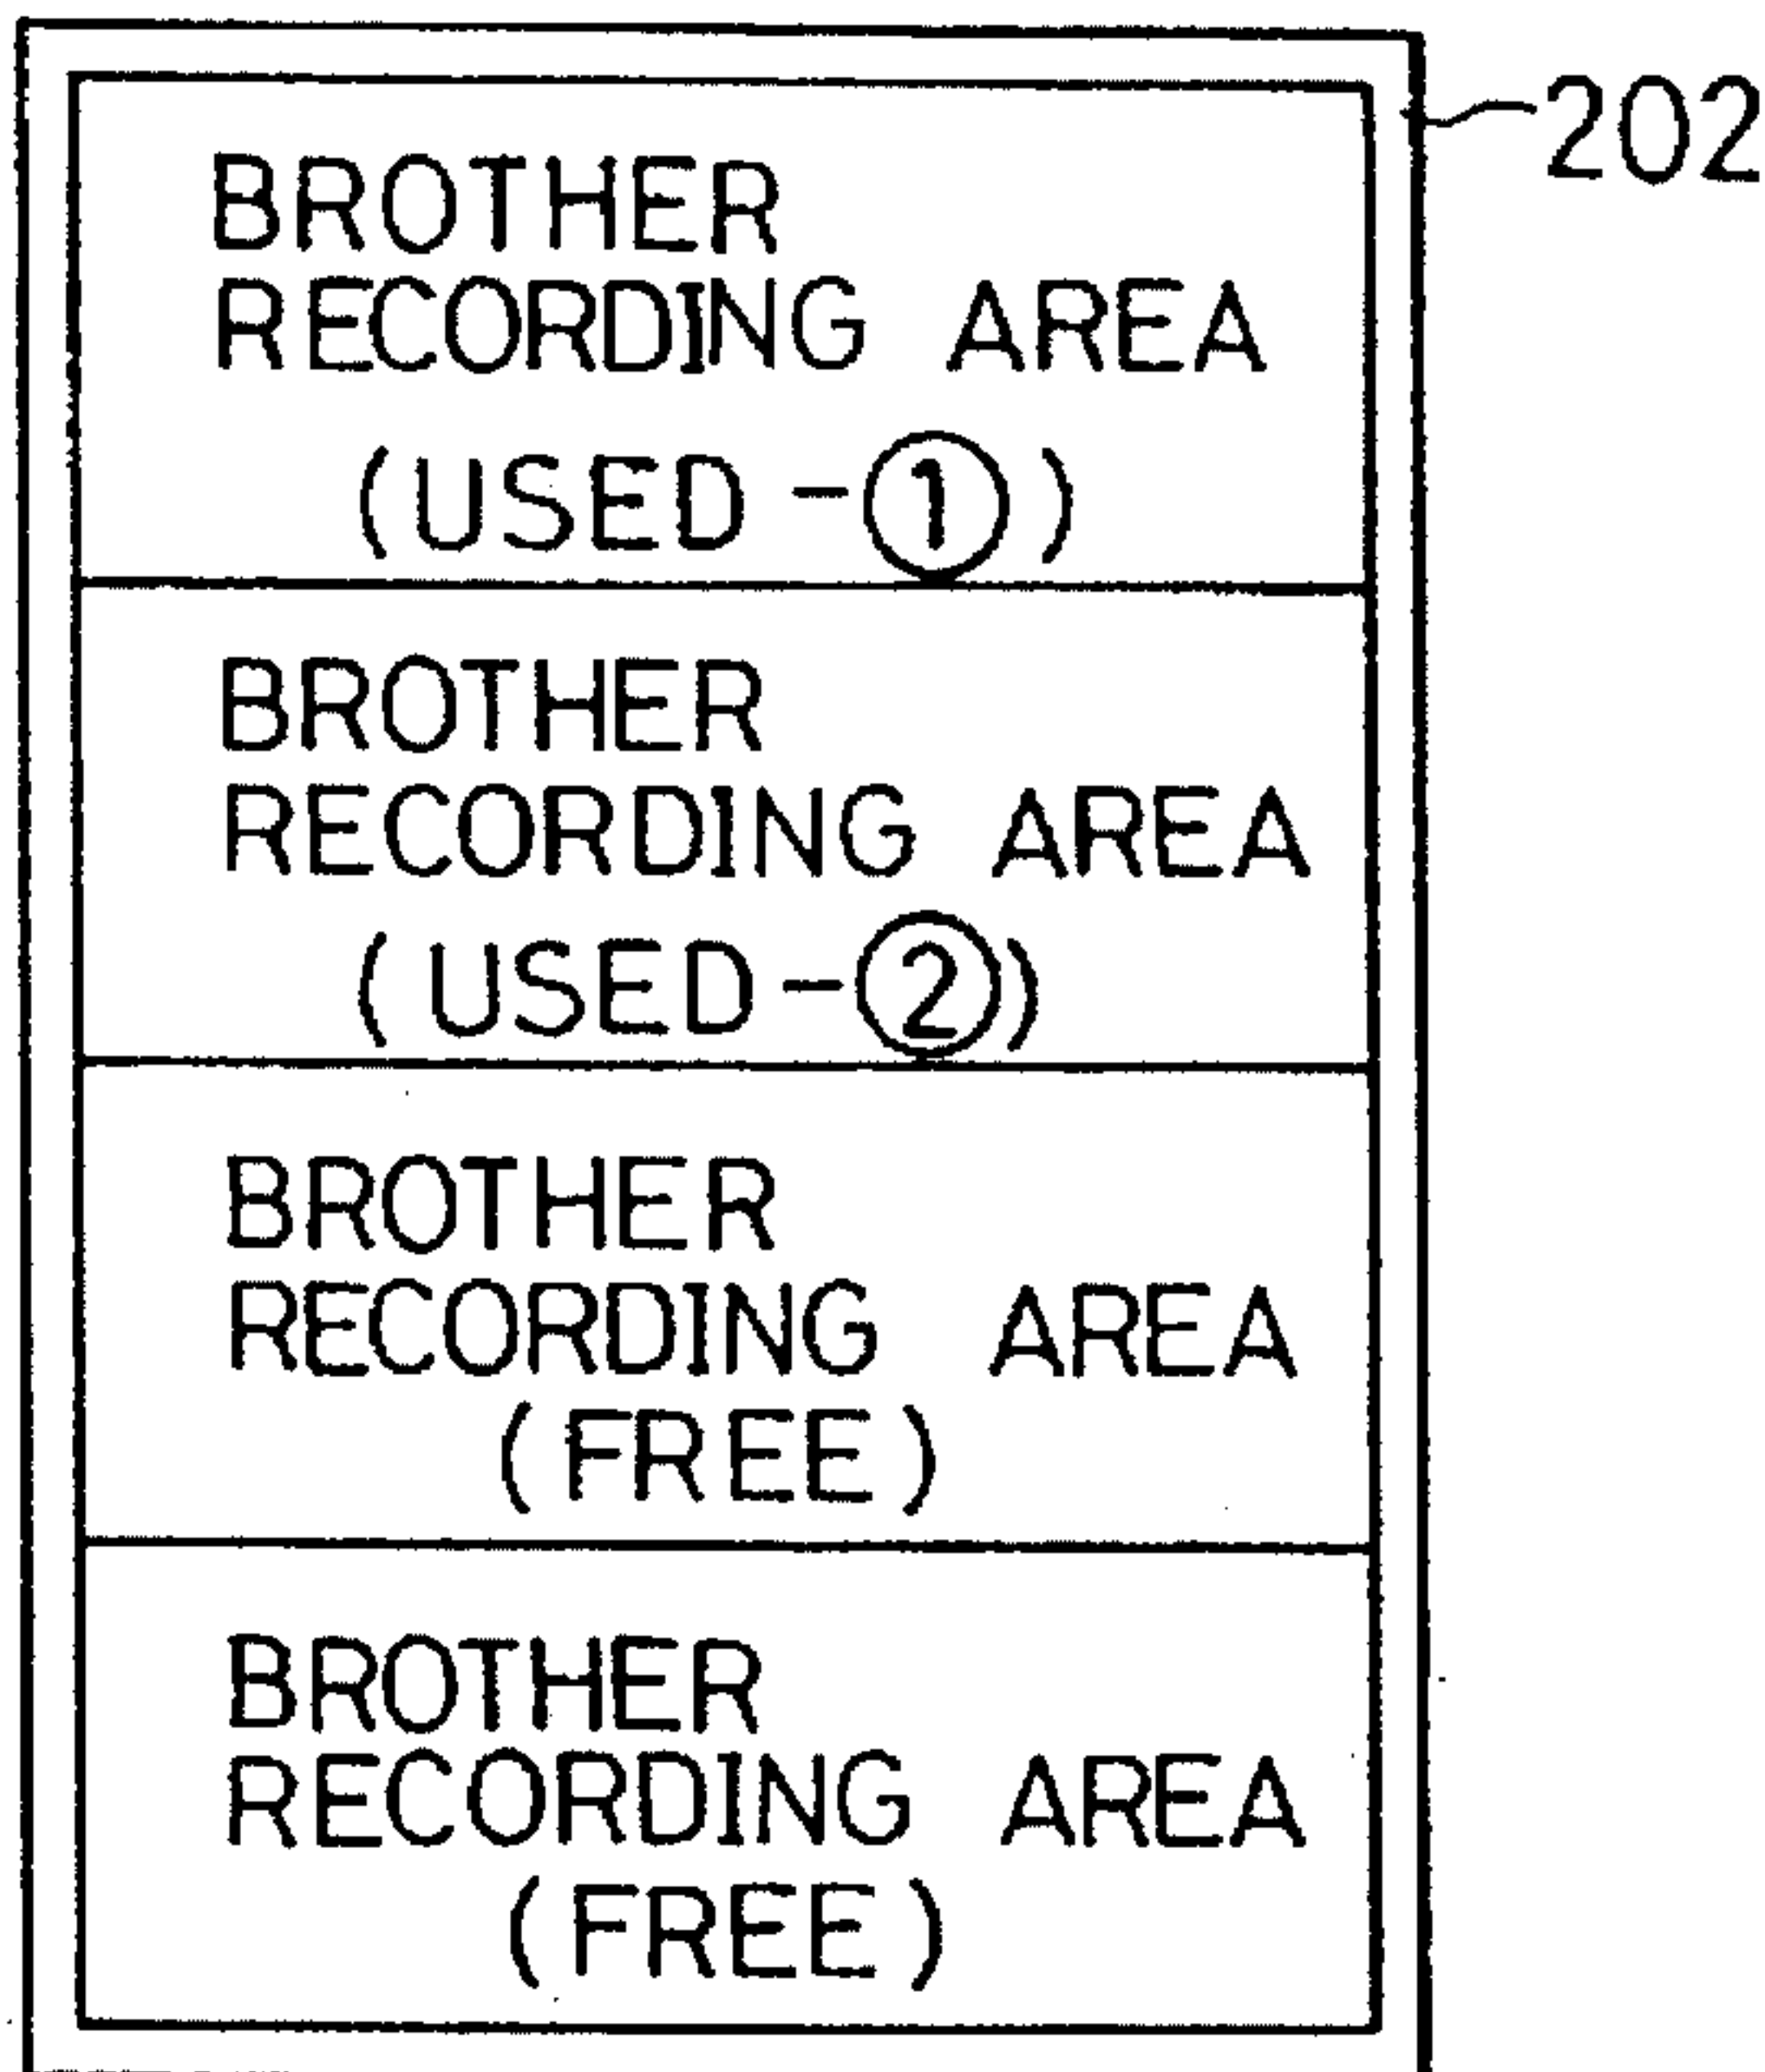 202
BROTHER
RECORDING AREA
(USED-①)
BROTHER
RECORDING AREA
(USED-②)
BROTHER
RECORDING AREA
(FREE)
BROTHER
RECORDING AREA
(FREE)